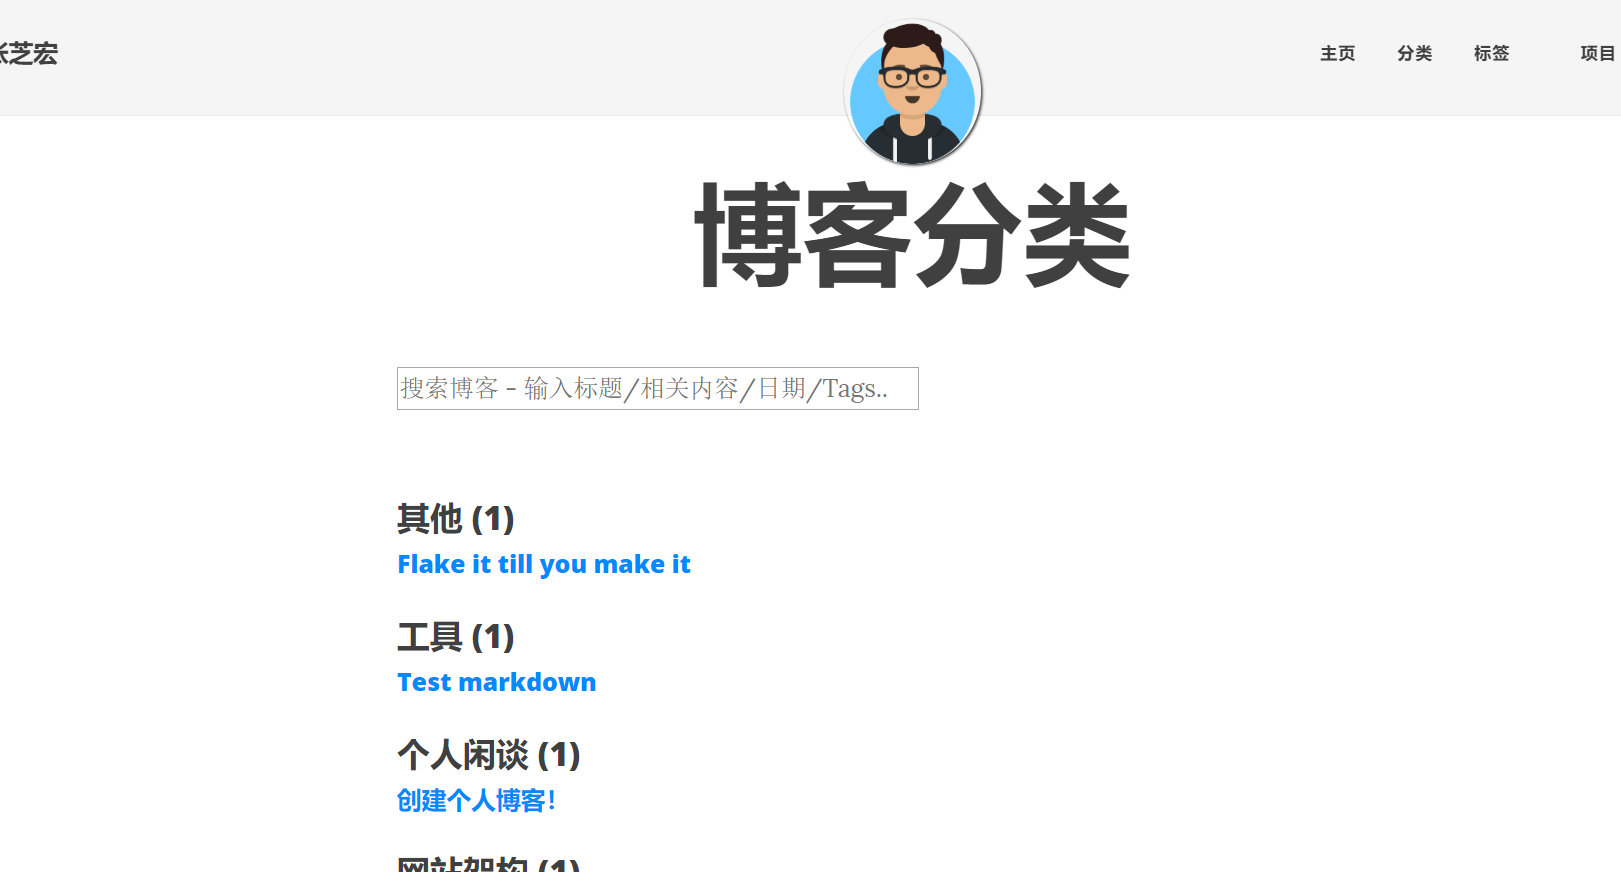 张芝宏
主页 分类 标签 项目
博客分类
搜索博客 - 输入标题/相关内容/日期/Tags..
其他 (1)
Flake it till you make it
工具 (1)
Test markdown
个人闲谈 (1)
创建个人博客！
网站架构 (1)